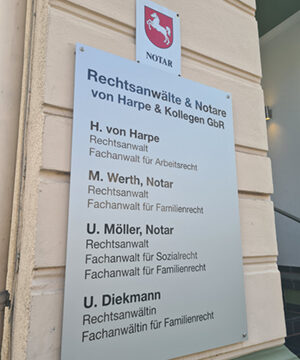 NOTAR
Rechtsanwälte & Notare
von Harpe & Kollegen GbR
H. von Harpe
Rechtsanwalt
Fachanwalt für Arbeitsrecht
M. Werth, Notar
Rechtsanwalt
Fachanwalt für Familienrecht
U. Möller, Notar
Rechtsanwalt
Fachanwalt für Sozialrecht
Fachanwalt für Familienrecht
U. Diekmann
Rechtsanwältin
Fachanwältin für Familienrecht